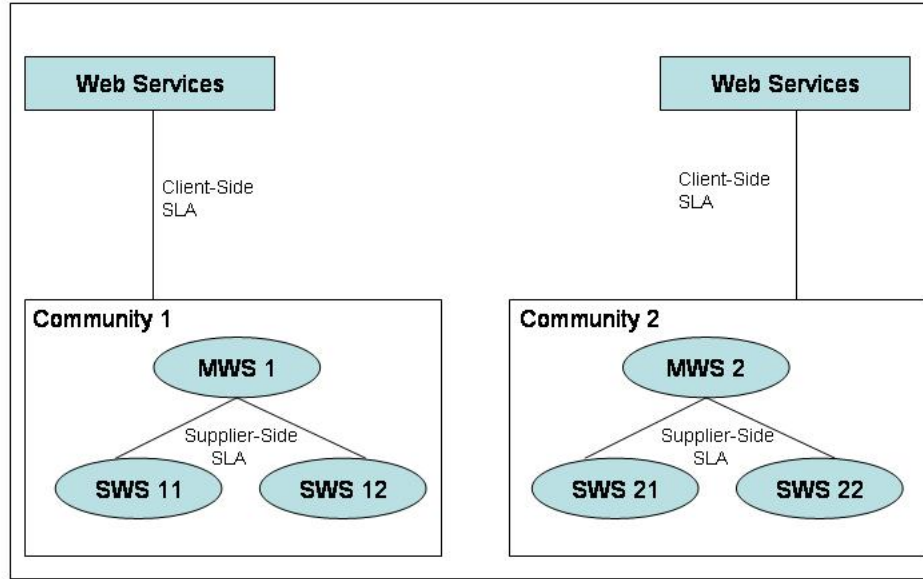 Web Services
Web Services
Client-Side
SLA
Client-Side
SLA
Community 1
MWS 1
Supplier-Side
SLA
SWS 11
SWS 12
Community 2
MWS 2
Supplier-Side
SLA
SWS 21
SWS 22